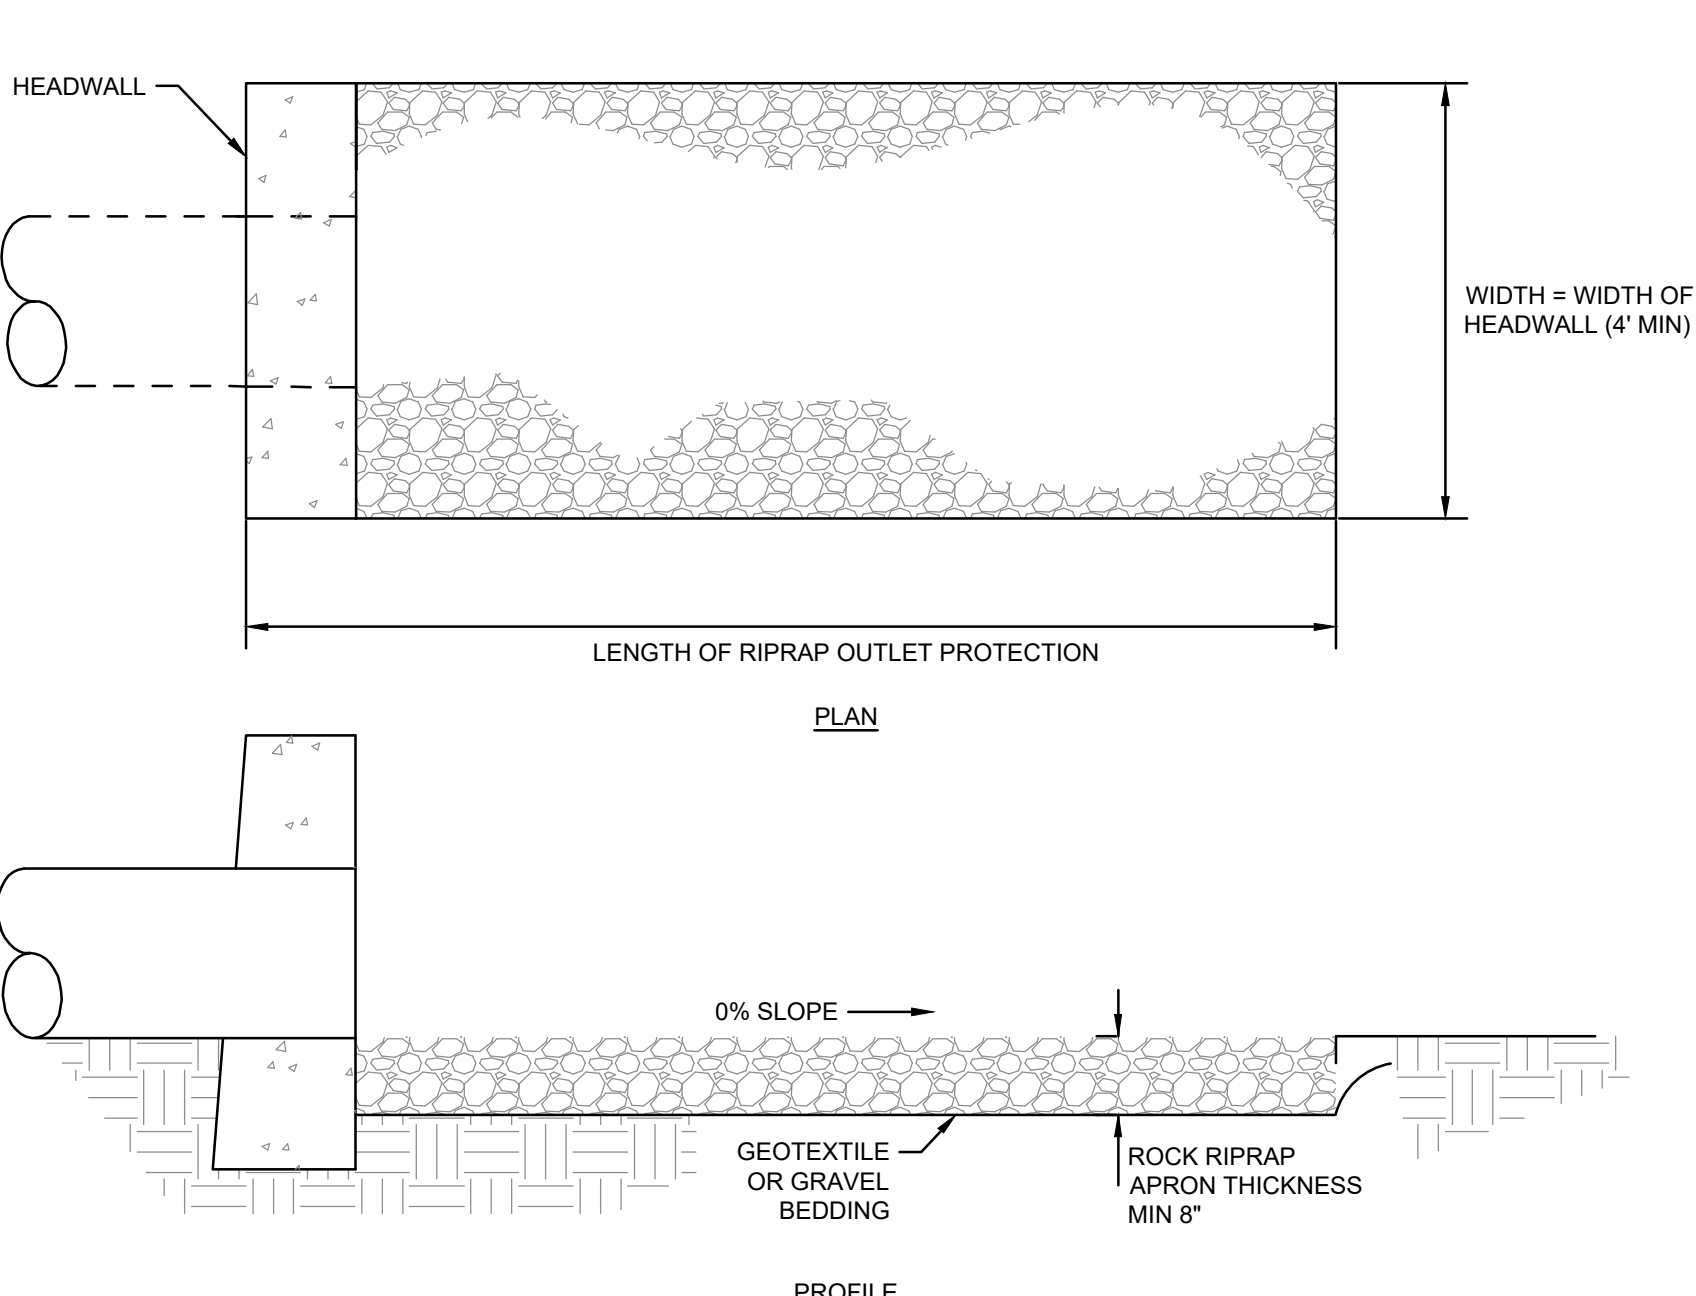 HEADWALL
WIDTH = WIDTH OF
HEADWALL (4' MIN)
LENGTH OF RIPRAP OUTLET PROTECTION
PLAN
0% SLOPE
GEOTEXTILE
OR GRAVEL
BEDDING
ROCK RIPRAP
APRON THICKNESS
MIN 8"
PROFILE